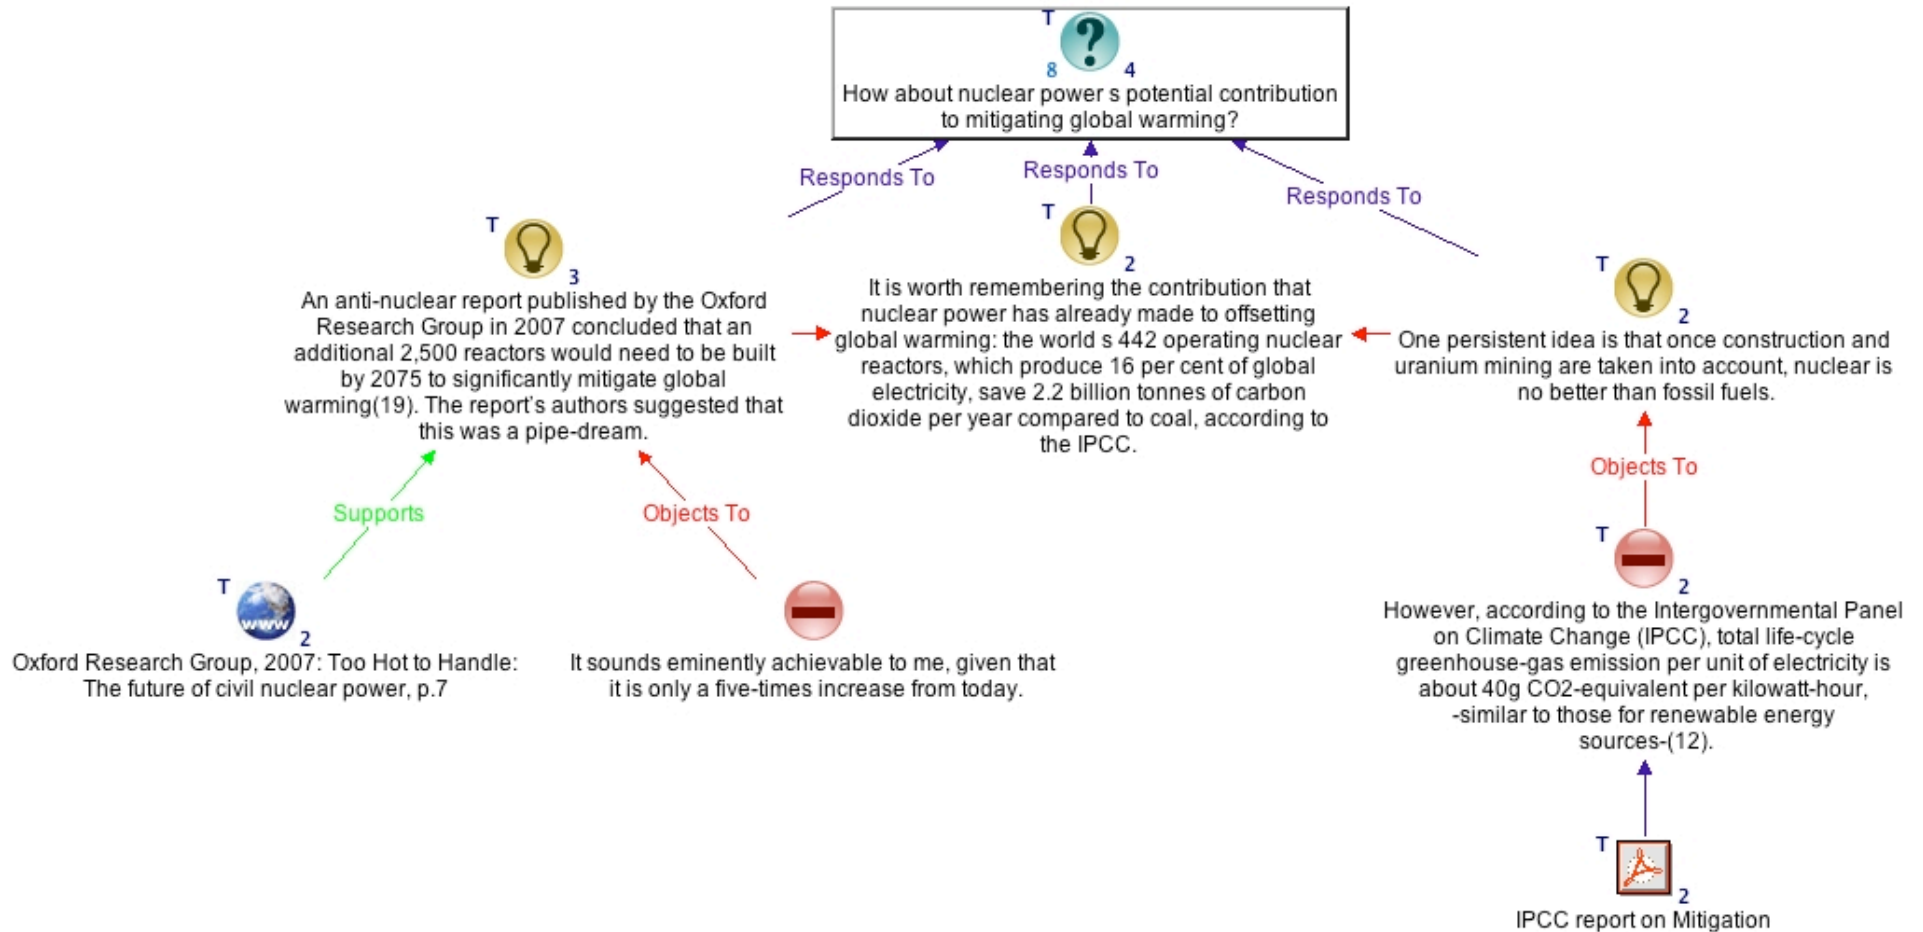 T
8
4
How about nuclear power s potential contribution
to mitigating global warming?
Responds To
Responds To
Responds To
T
3
An anti-nuclear report published by the Oxford
Research Group in 2007 concluded that an
additional 2,500 reactors would need to be built
by 2075 to significantly mitigate global
warming(19). The report's authors suggested that
this was a pipe-dream.
T
2
It is worth remembering the contribution that
nuclear power has already made to offsetting
global warming: the world s 442 operating nuclear
reactors, which produce 16 per cent of global
electricity, save 2.2 billion tonnes of carbon
dioxide per year compared to coal, according to
the IPCC.
T
2
One persistent idea is that once construction and
uranium mining are taken into account, nuclear is
no better than fossil fuels.
Supports
Objects To
Objects To
T
www
2
Oxford Research Group, 2007: Too Hot to Handle:
The future of civil nuclear power, p.7
It sounds eminently achievable to me, given that
it is only a five-times increase from today.
T
2
However, according to the Intergovernmental Panel
on Climate Change (IPCC), total life-cycle
greenhouse-gas emission per unit of electricity is
about 40g CO2-equivalent per kilowatt-hour,
-similar to those for renewable energy
sources-(12).
T
2
IPCC report on Mitigation